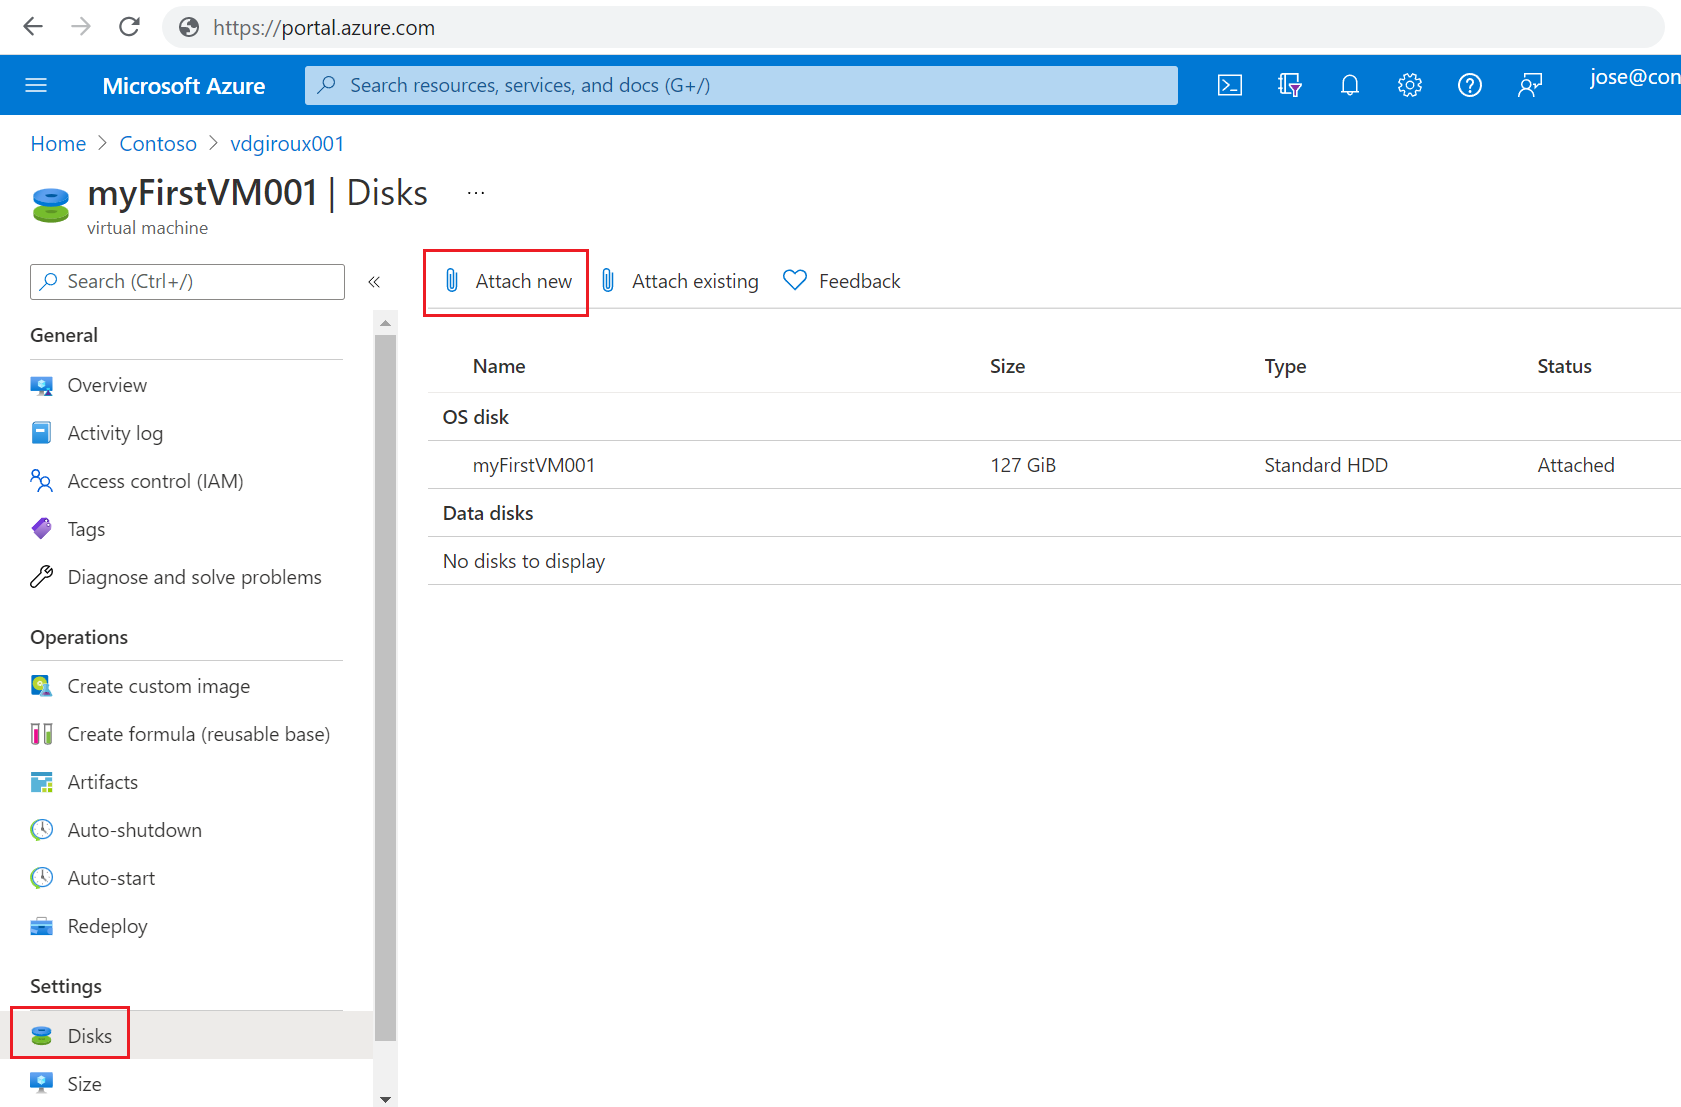 https://portal.azure.com
Microsoft Azure
Search resources, services, and docs (G+/)
jose@con
Home > Contoso > vdgiroux001
myFirstVM001 | Disks ...
virtual machine
Search (Ctrl+/)
«
Attach new
Attach existing
Feedback
General
Overview
Activity log
Access control (IAM)
Tags
Diagnose and solve problems
Operations
Create custom image
Create formula (reusable base)
Artifacts
Auto-shutdown
Auto-start
Redeploy
Settings
Disks
Size
Name Size Type Status
OS disk
myFirstVM001 127 GiB Standard HDD Attached
Data disks
No disks to display